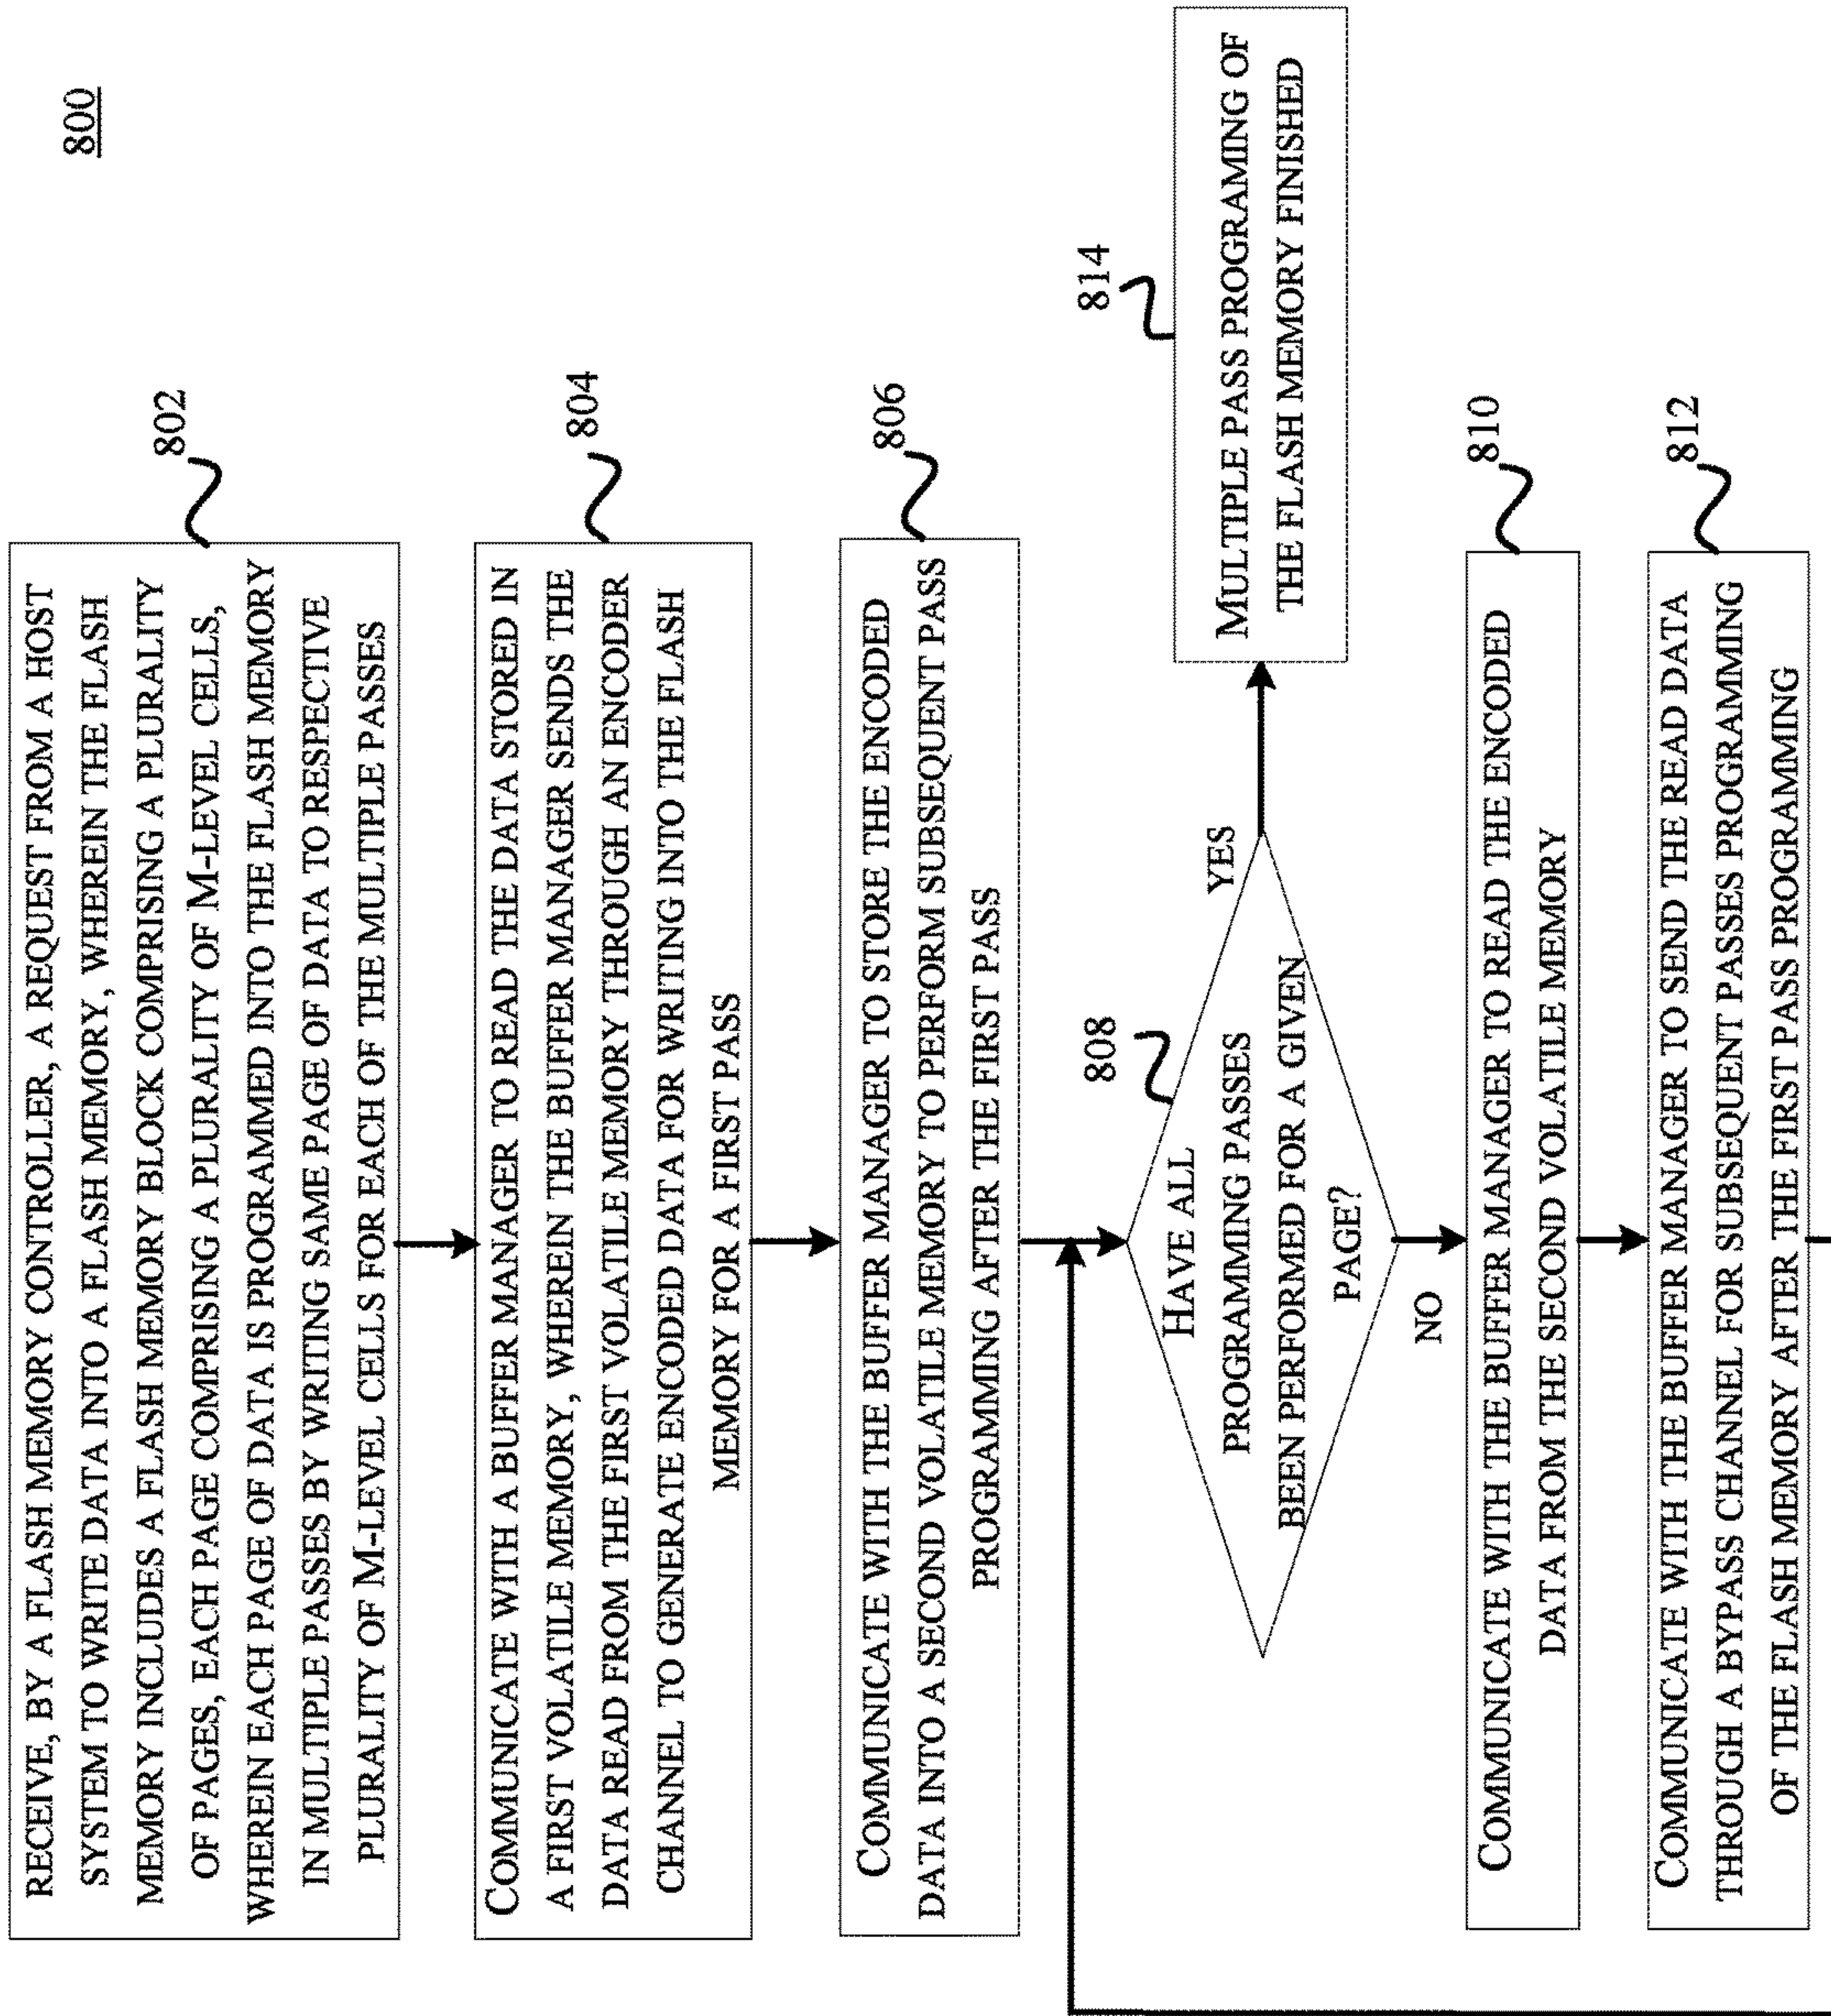 800
RECEIVE, BY A FLASH MEMORY CONTROLLER, A REQUEST FROM A HOST
SYSTEM TO WRITE DATA INTO A FLASH MEMORY, WHEREIN THE FLASH
MEMORY INCLUDES A FLASH MEMORY BLOCK COMPRISING A PLURALITY
OF PAGES, EACH PAGE COMPRISING A PLURALITY OF M-LEVEL CELLS,
WHEREIN EACH PAGE OF DATA IS PROGRAMMED INTO THE FLASH MEMORY
IN MULTIPLE PASSES BY WRITING SAME PAGE OF DATA TO RESPECTIVE
PLURALITY OF M-LEVEL CELLS FOR EACH OF THE MULTIPLE PASSES
802
COMMUNICATE WITH A BUFFER MANAGER TO READ THE DATA STORED IN
A FIRST VOLATILE MEMORY, WHEREIN THE BUFFER MANAGER SENDS THE
DATA READ FROM THE FIRST VOLATILE MEMORY THROUGH AN ENCODER
CHANNEL TO GENERATE ENCODED DATA FOR WRITING INTO THE FLASH
MEMORY FOR A FIRST PASS
804
COMMUNICATE WITH THE BUFFER MANAGER TO STORE THE ENCODED
DATA INTO A SECOND VOLATILE MEMORY TO PERFORM SUBSEQUENT PASS
PROGRAMMING AFTER THE FIRST PASS
806
HAVE ALL
PROGRAMMING PASSES
BEEN PERFORMED FOR A GIVEN
PAGE?
808
YES
MULTIPLE PASS PROGRAMING OF
THE FLASH MEMORY FINISHED
814
NO
COMMUNICATE WITH THE BUFFER MANAGER TO READ THE ENCODED
DATA FROM THE SECOND VOLATILE MEMORY
810
COMMUNICATE WITH THE BUFFER MANAGER TO SEND THE READ DATA
THROUGH A BYPASS CHANNEL FOR SUBSEQUENT PASSES PROGRAMMING
OF THE FLASH MEMORY AFTER THE FIRST PASS PROGRAMMING
812